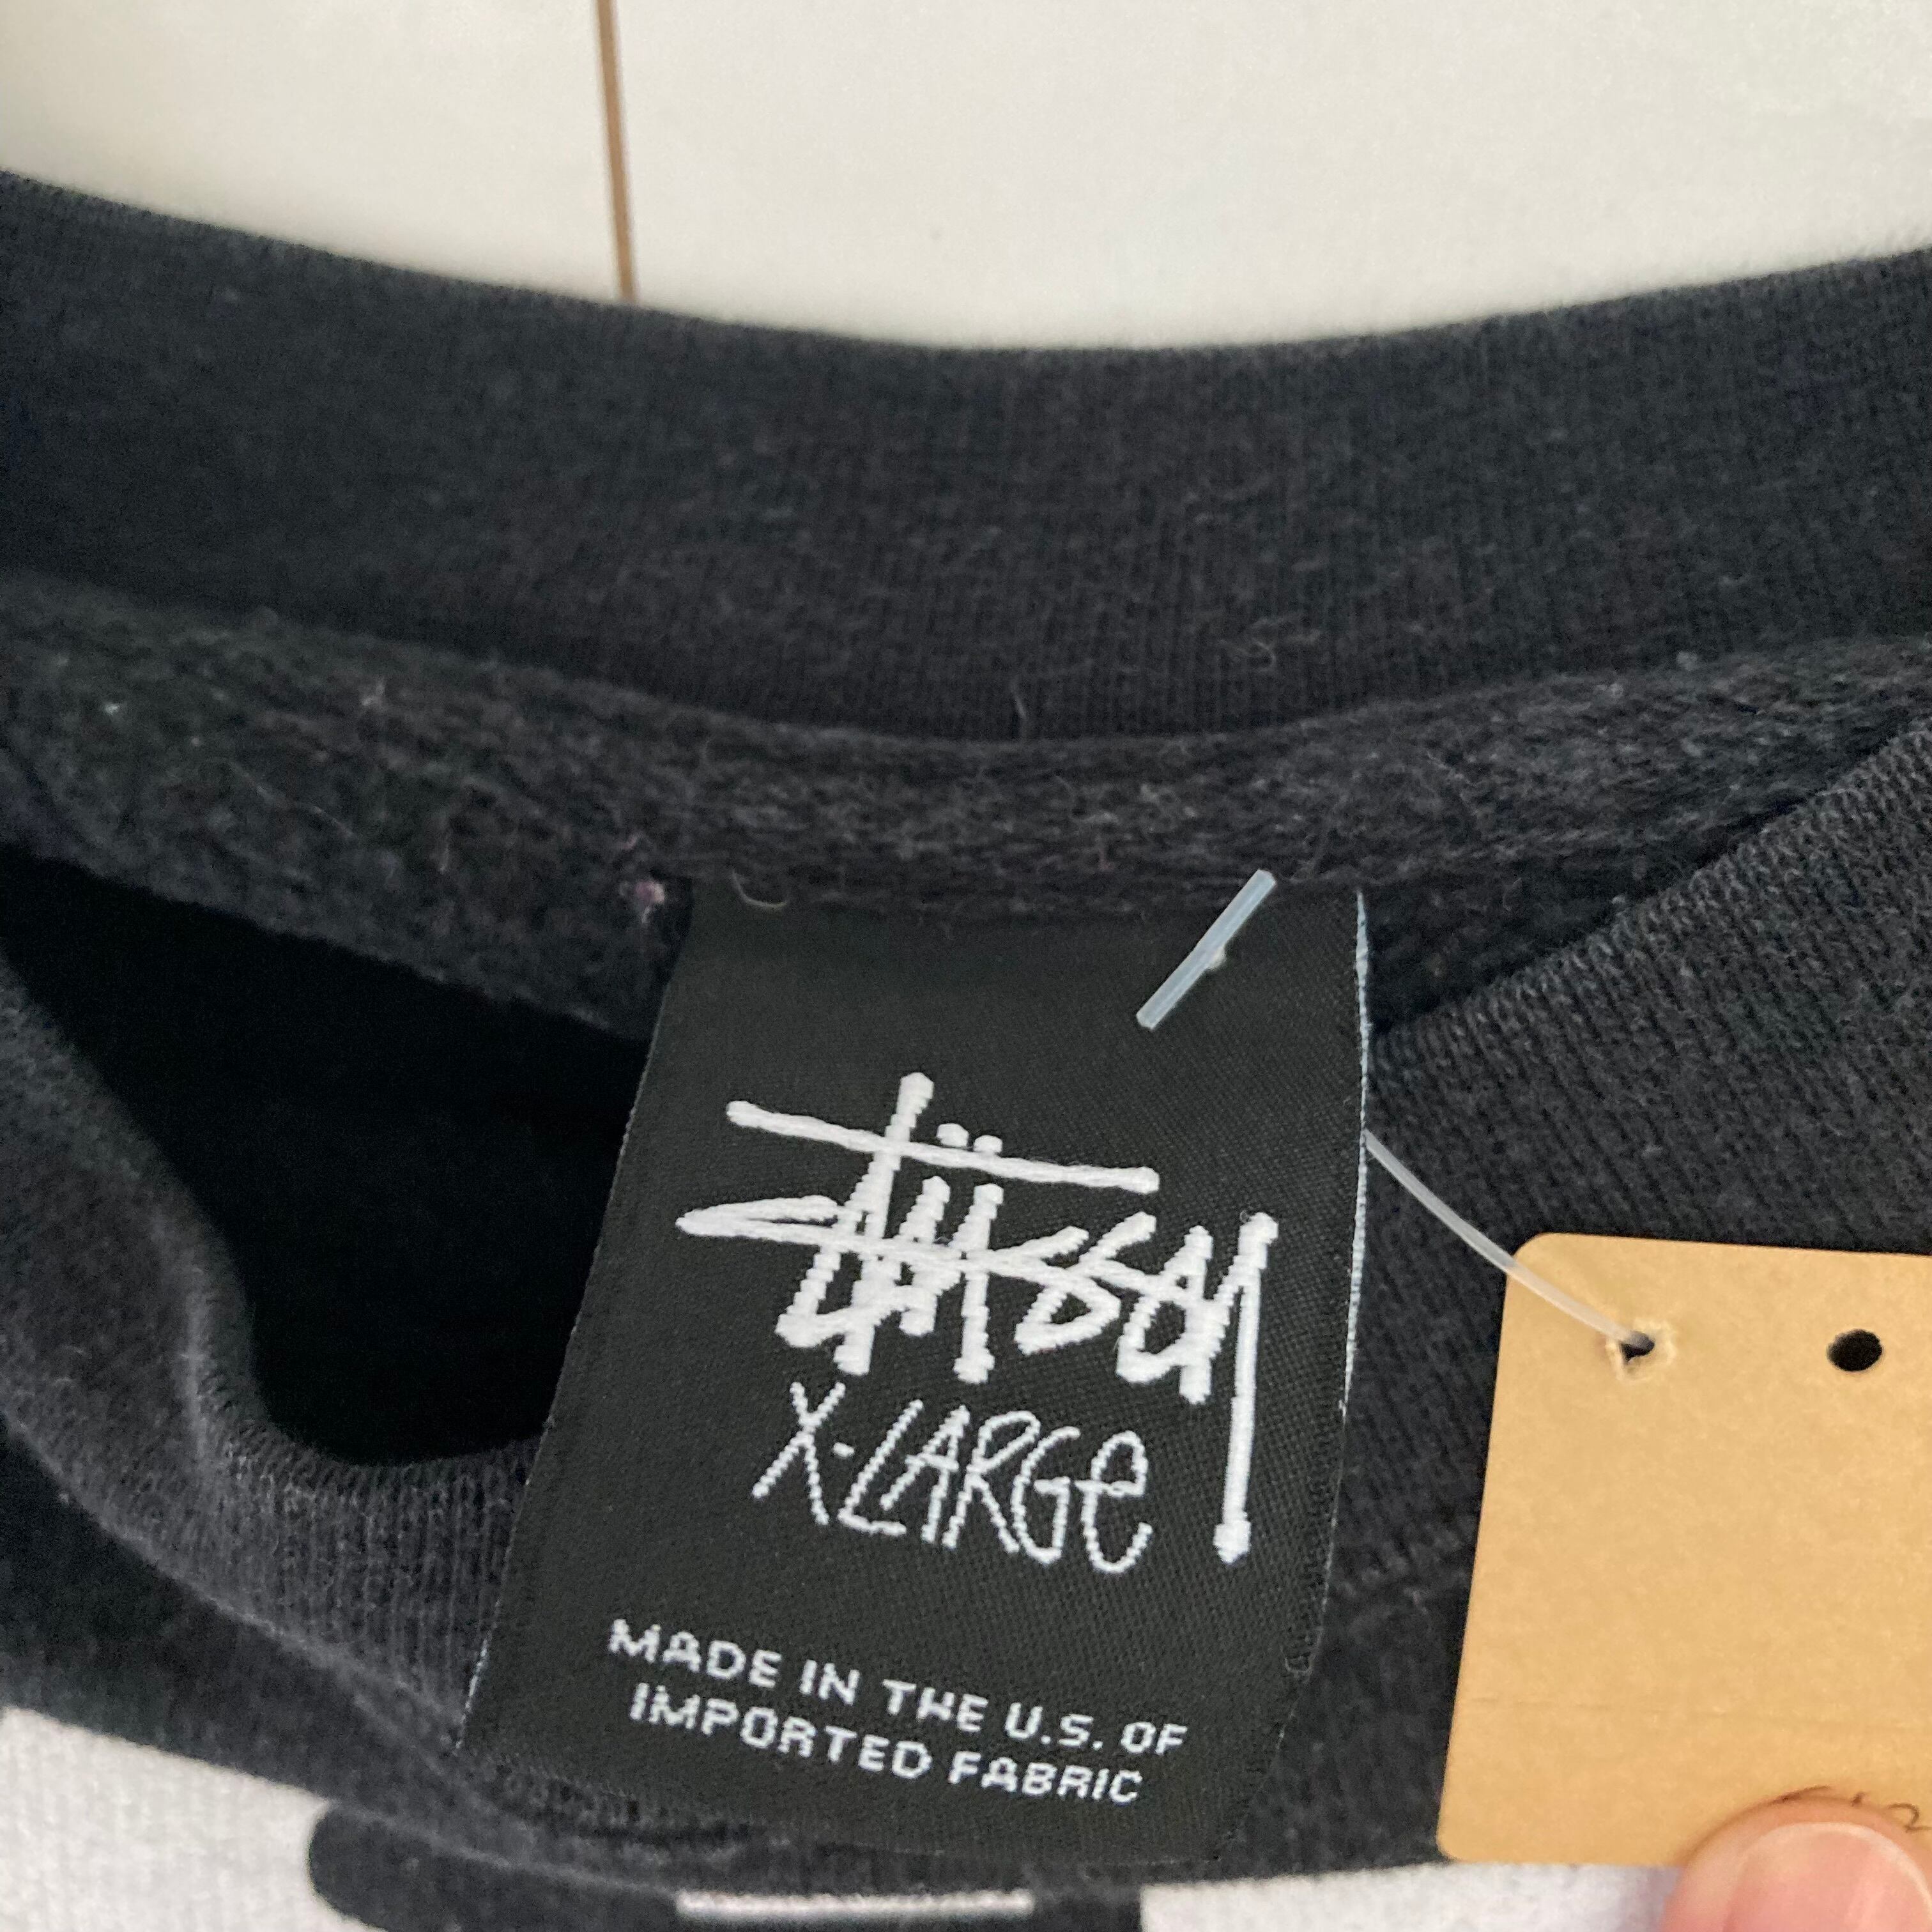 Stüssy
X-LARGe
MADE IN THE U.S. OF
IMPORTED FABRIC